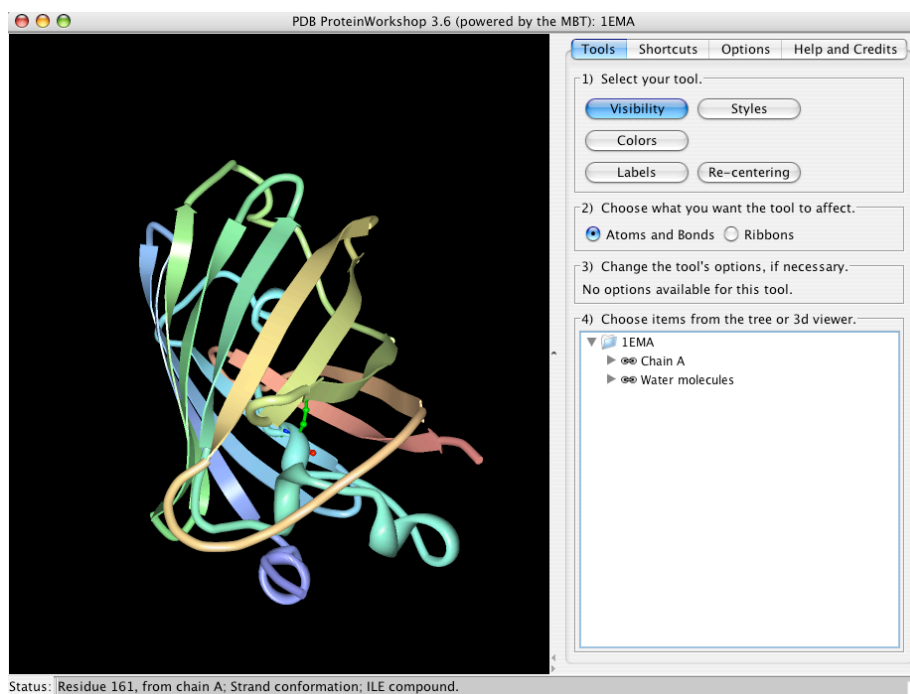 PDB ProteinWorkshop 3.6 (powered by the MBT): 1EMA
Tools Shortcuts Options Help and Credits
1) Select your tool.
Visibility Styles
Colors
Labels Re-centering
2) Choose what you want the tool to affect.
Atoms and Bonds Ribbons
3) Change the tool's options, if necessary.
No options available for this tool.
4) Choose items from the tree or 3d viewer.
1EMA
Chain A
Water molecules
Status: Residue 161, from chain A; Strand conformation; ILE compound.